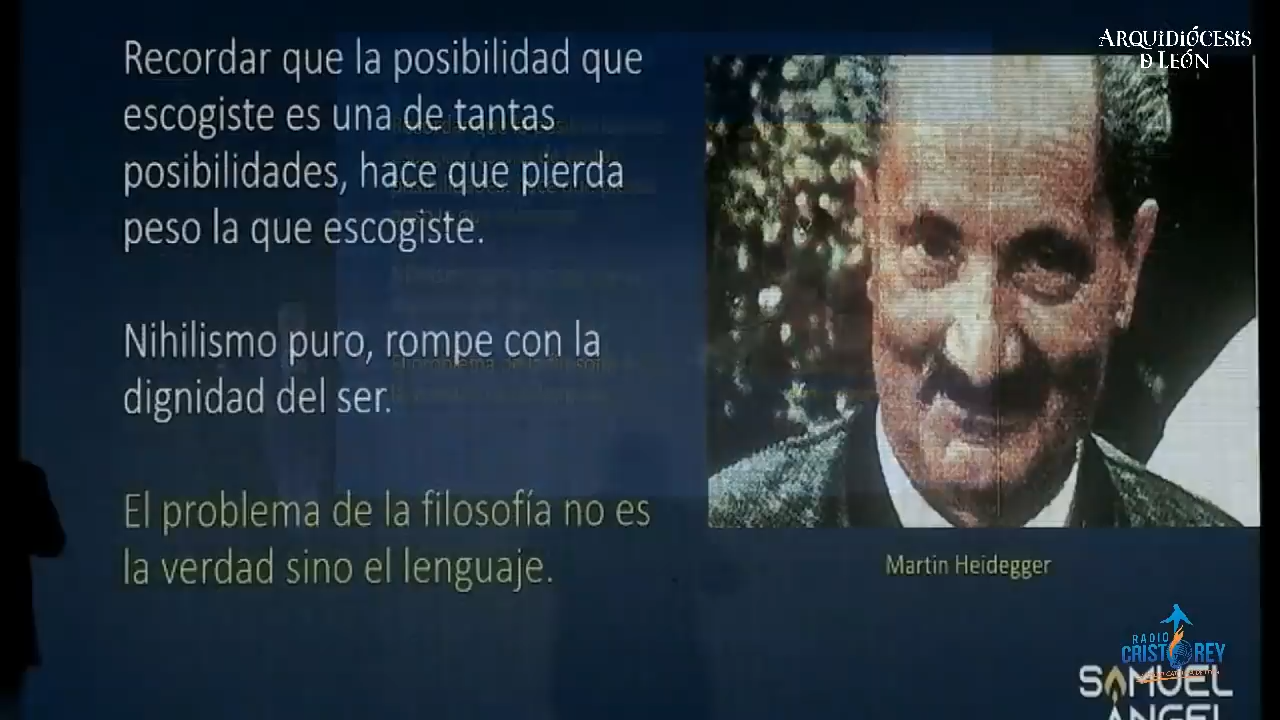 ARQUIDIÓCESIS
D LEÓN
Recordar que la posibilidad que
escogiste es una de tantas
posibilidades, hace que pierda
peso la que escogiste.
Nihilismo puro, rompe con la
dignidad del ser.
El problema de la filosofía no es
la verdad sino el lenguaje.
Martin Heidegger
RADIO
CRISTO REY
SAMUEL
ANGEL